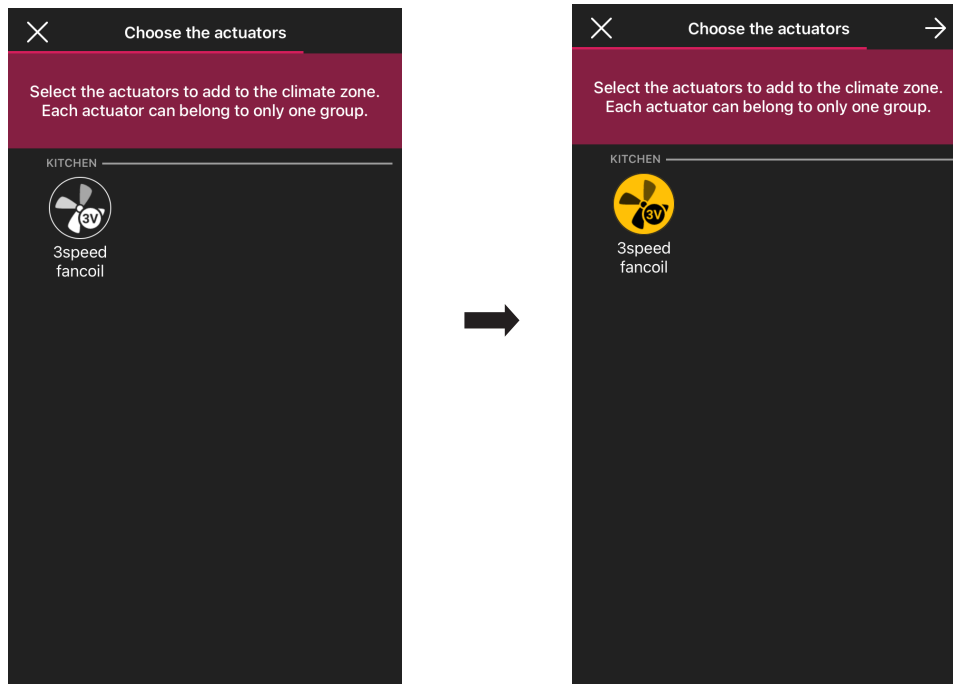 Choose the actuators
Select the actuators to add to the climate zone.
Each actuator can belong to only one group.
KITCHEN
3V
3speed
fancoil
Choose the actuators
Select the actuators to add to the climate zone.
Each actuator can belong to only one group.
KITCHEN
3V
3speed
fancoil